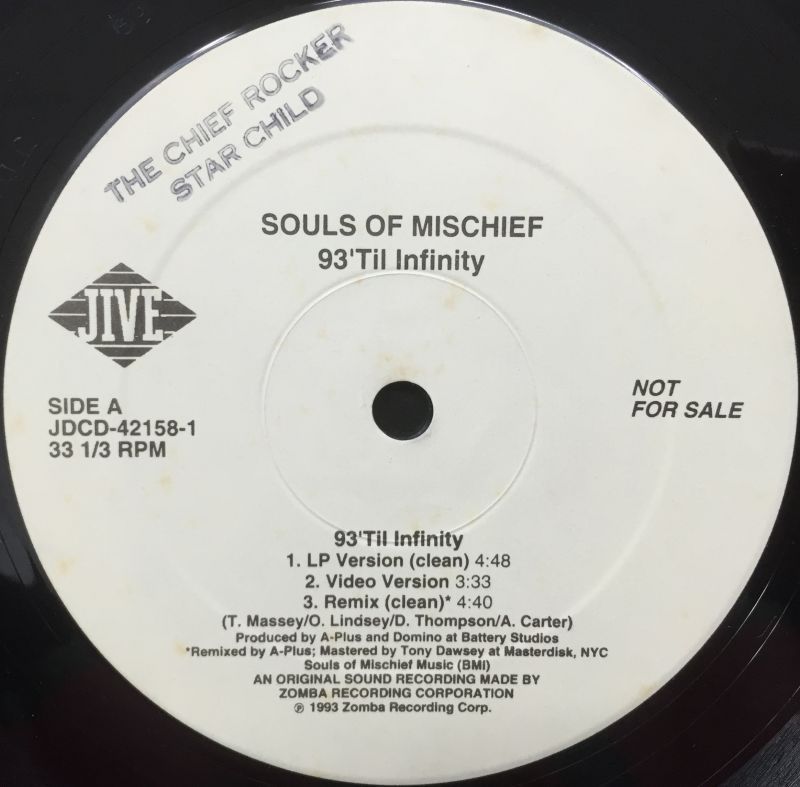 THE CHIEF ROCKER
STAR CHILD
SOULS OF MISCHIEF
93'Til Infinity
JIVE
SIDE A
JDCD-42158-1
33 1/3 RPM
NOT
FOR SALE
93'Til Infinity
1. LP Version (clean) 4:48
2. Video Version 3:33
3. Remix (clean)* 4:40
(T. Massey/O. Lindsey/D. Thompson/A. Carter)
Produced by A-Plus and Domino at Battery Studios
*Remixed by A-Plus; Mastered by Tony Dawsey at Masterdisk, NYC
Souls of Mischief Music (BMI)
AN ORIGINAL SOUND RECORDING MADE BY
ZOMBA RECORDING CORPORATION
℗ 1993 Zomba Recording Corp.